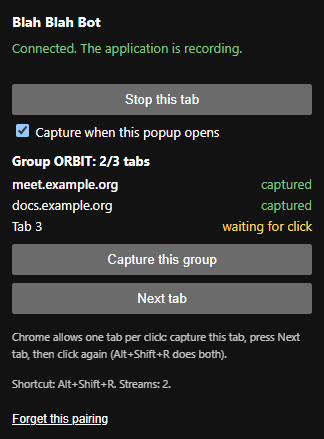 Blah Blah Bot
Connected. The application is recording.
Stop this tab
Capture when this popup opens
Group ORBIT: 2/3 tabs
meet.example.org captured
docs.example.org captured
Tab 3 waiting for click
Capture this group
Next tab
Chrome allows one tab per click: capture this tab, press Next
tab, then click again (Alt+Shift+R does both).
Shortcut: Alt+Shift+R. Streams: 2.
Forget this pairing